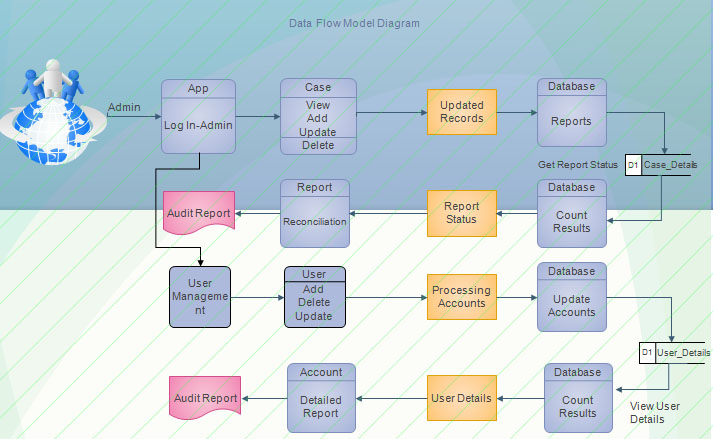 Data Flow Model Diagram
Admin
App
Log In-Admin
Case
View
Add
Update
Delete
Updated
Records
Database
Reports
Get Report Status
D1 Case_Details
Audit Report
Report
Reconciliation
Report
Status
Database
Count
Results
User
Manageme
nt
User
Add
Delete
Update
Processing
Accounts
Database
Update
Accounts
D1 User_Details
Audit Report
Account
Detailed
Report
User Details
Database
Count
Results
View User
Details